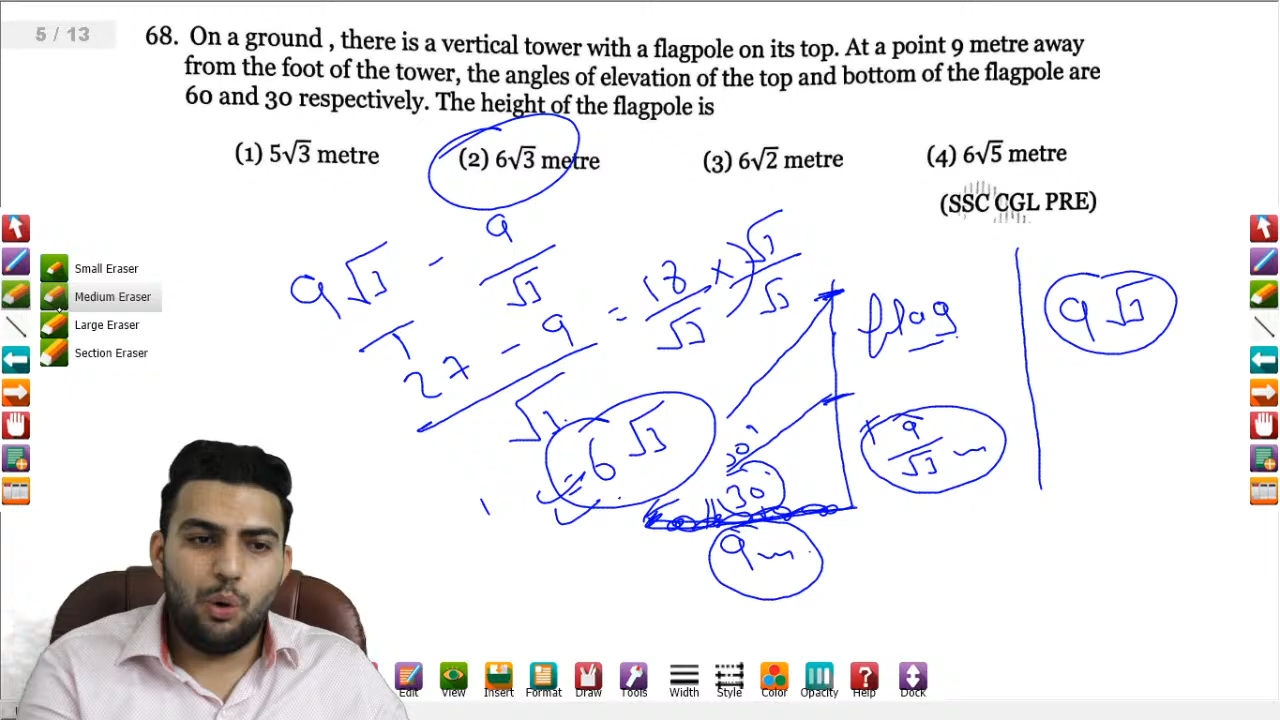 5 / 13
68. On a ground , there is a vertical tower with a flagpole on its top. At a point 9 metre away
from the foot of the tower, the angles of elevation of the top and bottom of the flagpole are
60 and 30 respectively. The height of the flagpole is
(1) 5√3 metre (2) 6√3 metre (3) 6√2 metre (4) 6√5 metre
(SSC CGL PRE)
Small Eraser
Medium Eraser
Large Eraser
Section Eraser
9√3 - 9/√3
27 - 9/√3 = 18/√3 × √3/√3
= 6√3
flag
9√3
9/√3 m
30°
30
9m
Edit View Insert Format Draw Tools Width Style Color Opacity Help Dock